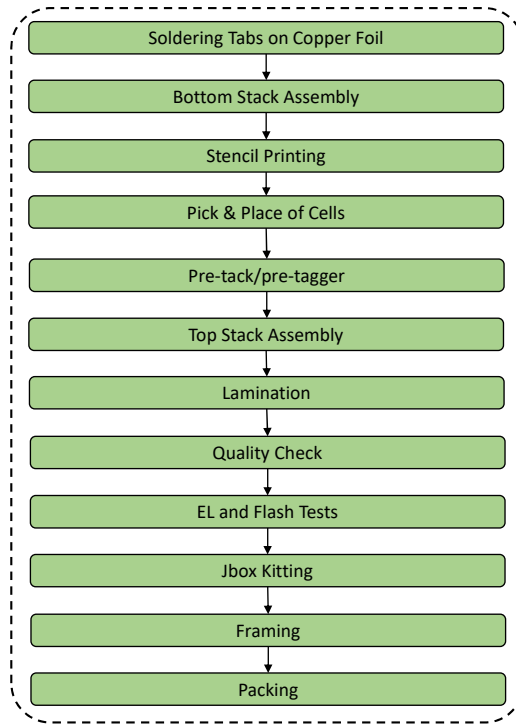 Soldering Tabs on Copper Foil
Bottom Stack Assembly
Stencil Printing
Pick & Place of Cells
Pre-tack/pre-tagger
Top Stack Assembly
Lamination
Quality Check
EL and Flash Tests
Jbox Kitting
Framing
Packing